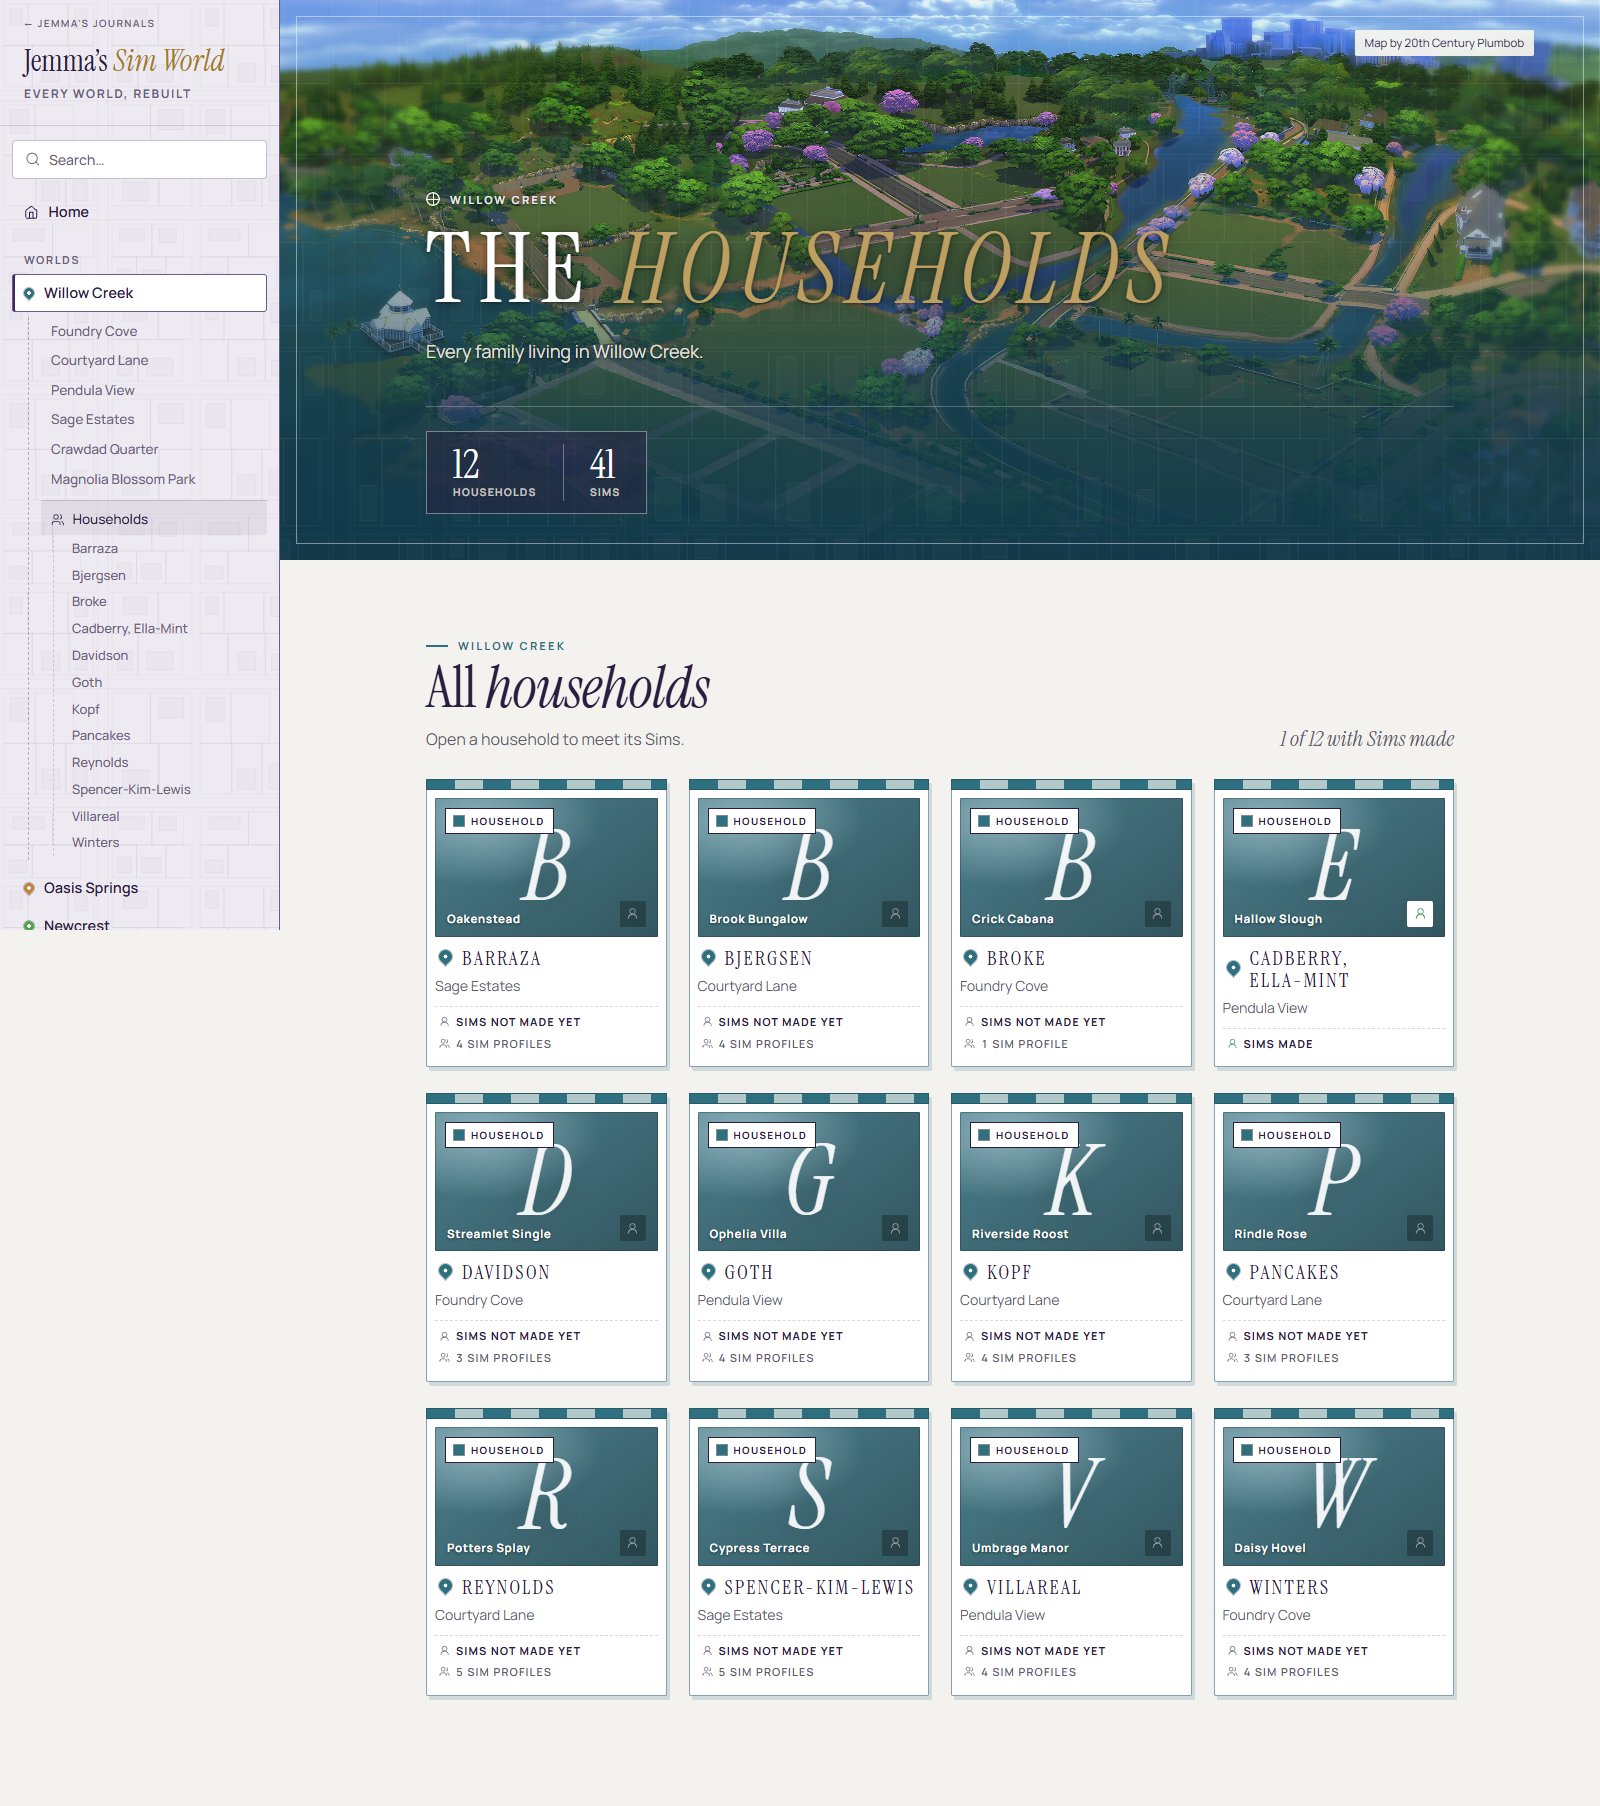 ← JEMMA'S JOURNALS
Jemma's Sim World
EVERY WORLD, REBUILT
Search...
Home
WORLDS
Willow Creek
Foundry Cove
Courtyard Lane
Pendula View
Sage Estates
Crawdad Quarter
Magnolia Blossom Park
Households
Barraza
Bjergsen
Broke
Cadberry, Ella-Mint
Davidson
Goth
Kopf
Pancakes
Reynolds
Spencer-Kim-Lewis
Villareal
Winters
Oasis Springs
Newcrest
Map by 20th Century Plumbob
WILLOW CREEK
THE HOUSEHOLDS
Every family living in Willow Creek.
12
HOUSEHOLDS
41
SIMS
WILLOW CREEK
All households
Open a household to meet its Sims.
1 of 12 with Sims made
HOUSEHOLD
B
Oakenstead
BARRAZA
Sage Estates
SIMS NOT MADE YET
4 SIM PROFILES
HOUSEHOLD
B
Brook Bungalow
BJERGSEN
Courtyard Lane
SIMS NOT MADE YET
4 SIM PROFILES
HOUSEHOLD
B
Crick Cabana
BROKE
Foundry Cove
SIMS NOT MADE YET
1 SIM PROFILE
HOUSEHOLD
E
Hallow Slough
CADBERRY,
ELLA-MINT
Pendula View
SIMS MADE
HOUSEHOLD
D
Streamlet Single
DAVIDSON
Foundry Cove
SIMS NOT MADE YET
3 SIM PROFILES
HOUSEHOLD
G
Ophelia Villa
GOTH
Pendula View
SIMS NOT MADE YET
4 SIM PROFILES
HOUSEHOLD
K
Riverside Roost
KOPF
Courtyard Lane
SIMS NOT MADE YET
4 SIM PROFILES
HOUSEHOLD
P
Rindle Rose
PANCAKES
Courtyard Lane
SIMS NOT MADE YET
3 SIM PROFILES
HOUSEHOLD
R
Potters Splay
REYNOLDS
Courtyard Lane
SIMS NOT MADE YET
5 SIM PROFILES
HOUSEHOLD
S
Cypress Terrace
SPENCER-KIM-LEWIS
Sage Estates
SIMS NOT MADE YET
5 SIM PROFILES
HOUSEHOLD
V
Umbrage Manor
VILLAREAL
Pendula View
SIMS NOT MADE YET
4 SIM PROFILES
HOUSEHOLD
W
Daisy Hovel
WINTERS
Foundry Cove
SIMS NOT MADE YET
4 SIM PROFILES